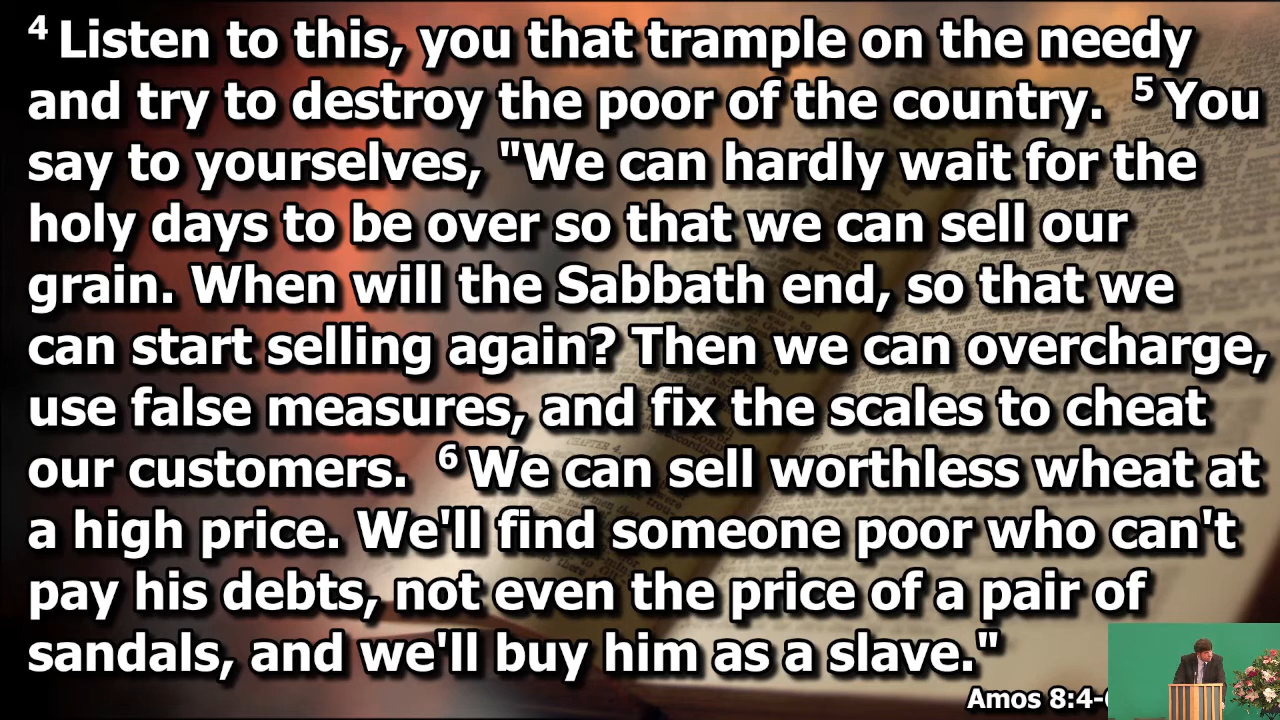 ⁴ Listen to this, you that trample on the needy
and try to destroy the poor of the country. ⁵ You
say to yourselves, "We can hardly wait for the
holy days to be over so that we can sell our
grain. When will the Sabbath end, so that we
can start selling again? Then we can overcharge,
use false measures, and fix the scales to cheat
our customers. ⁶ We can sell worthless wheat at
a high price. We'll find someone poor who can't
pay his debts, not even the price of a pair of
sandals, and we'll buy him as a slave."
Amos 8:4-